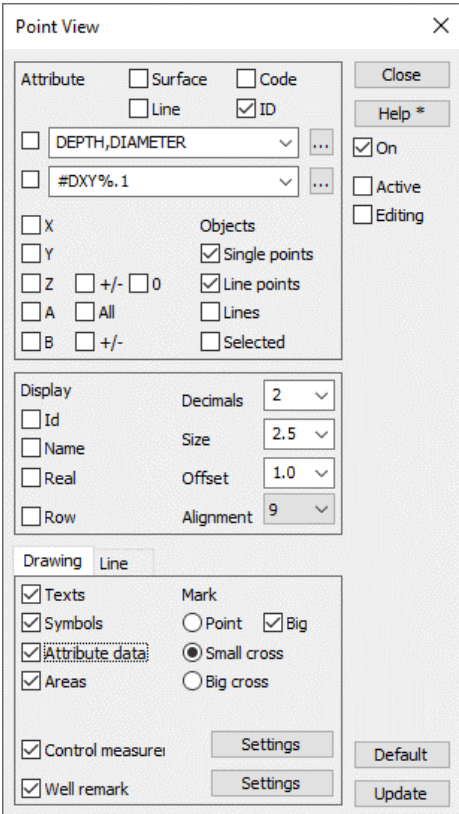 Point View
Attribute Surface Code Close
Line ID Help *
DEPTH,DIAMETER ... On
#DXY%.1 ... Active
Editing
X Objects
Y Single points
Z +/- 0 Line points
A All Lines
B +/- Selected
Display Decimals 2
Id
Name Size 2.5
Real Offset 1.0
Row Alignment 9
Drawing Line
Texts Mark
Symbols Point Big
Attribute data Small cross
Areas Big cross
Control measurer Settings Default
Well remark Settings Update